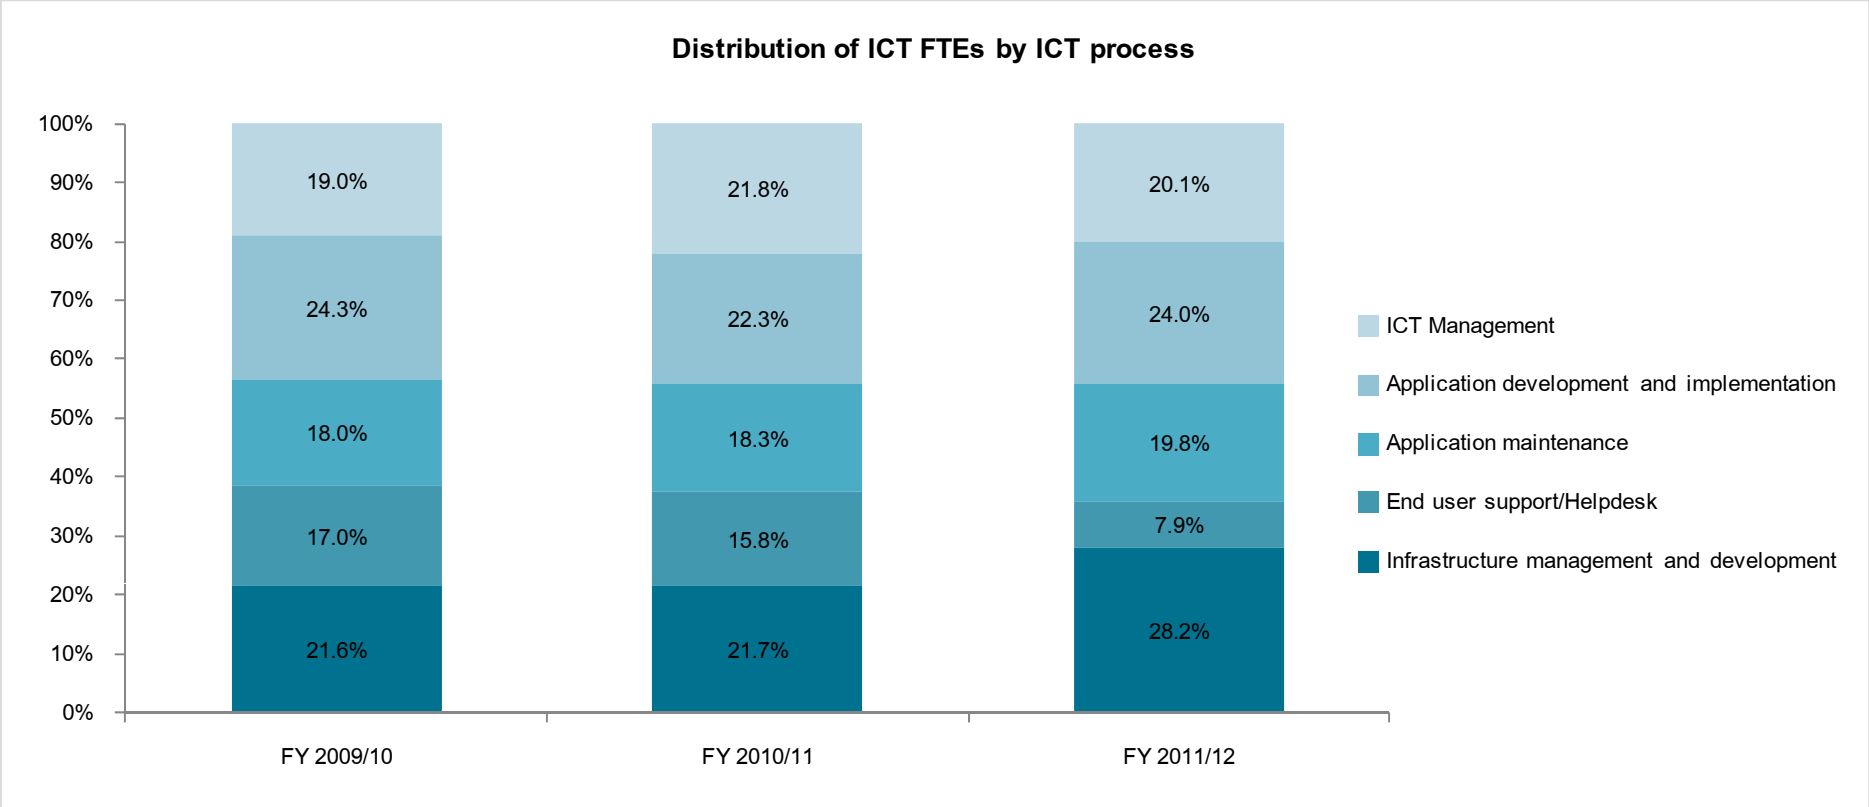 Distribution of ICT FTEs by ICT process
100%
90%
80%
70%
60%
50%
40%
30%
20%
10%
0%
19.0%
24.3%
18.0%
17.0%
21.6%
21.8%
22.3%
18.3%
15.8%
21.7%
20.1%
24.0%
19.8%
7.9%
28.2%
FY 2009/10
FY 2010/11
FY 2011/12
ICT Management
Application development and implementation
Application maintenance
End user support/Helpdesk
Infrastructure management and development